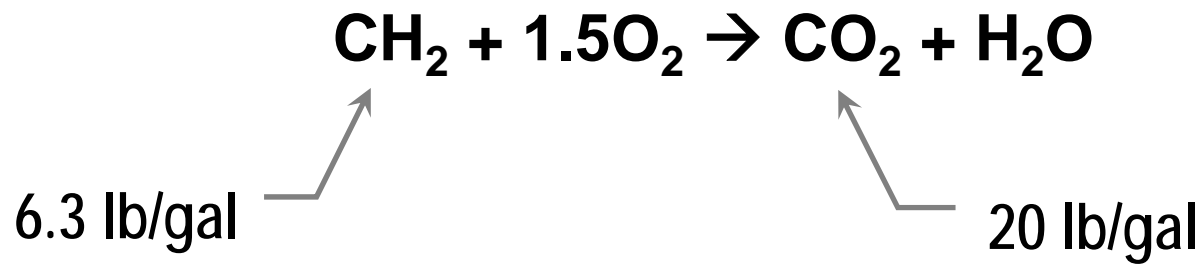 CH₂ + 1.5O₂ → CO₂ + H₂O
6.3 lb/gal
20 lb/gal